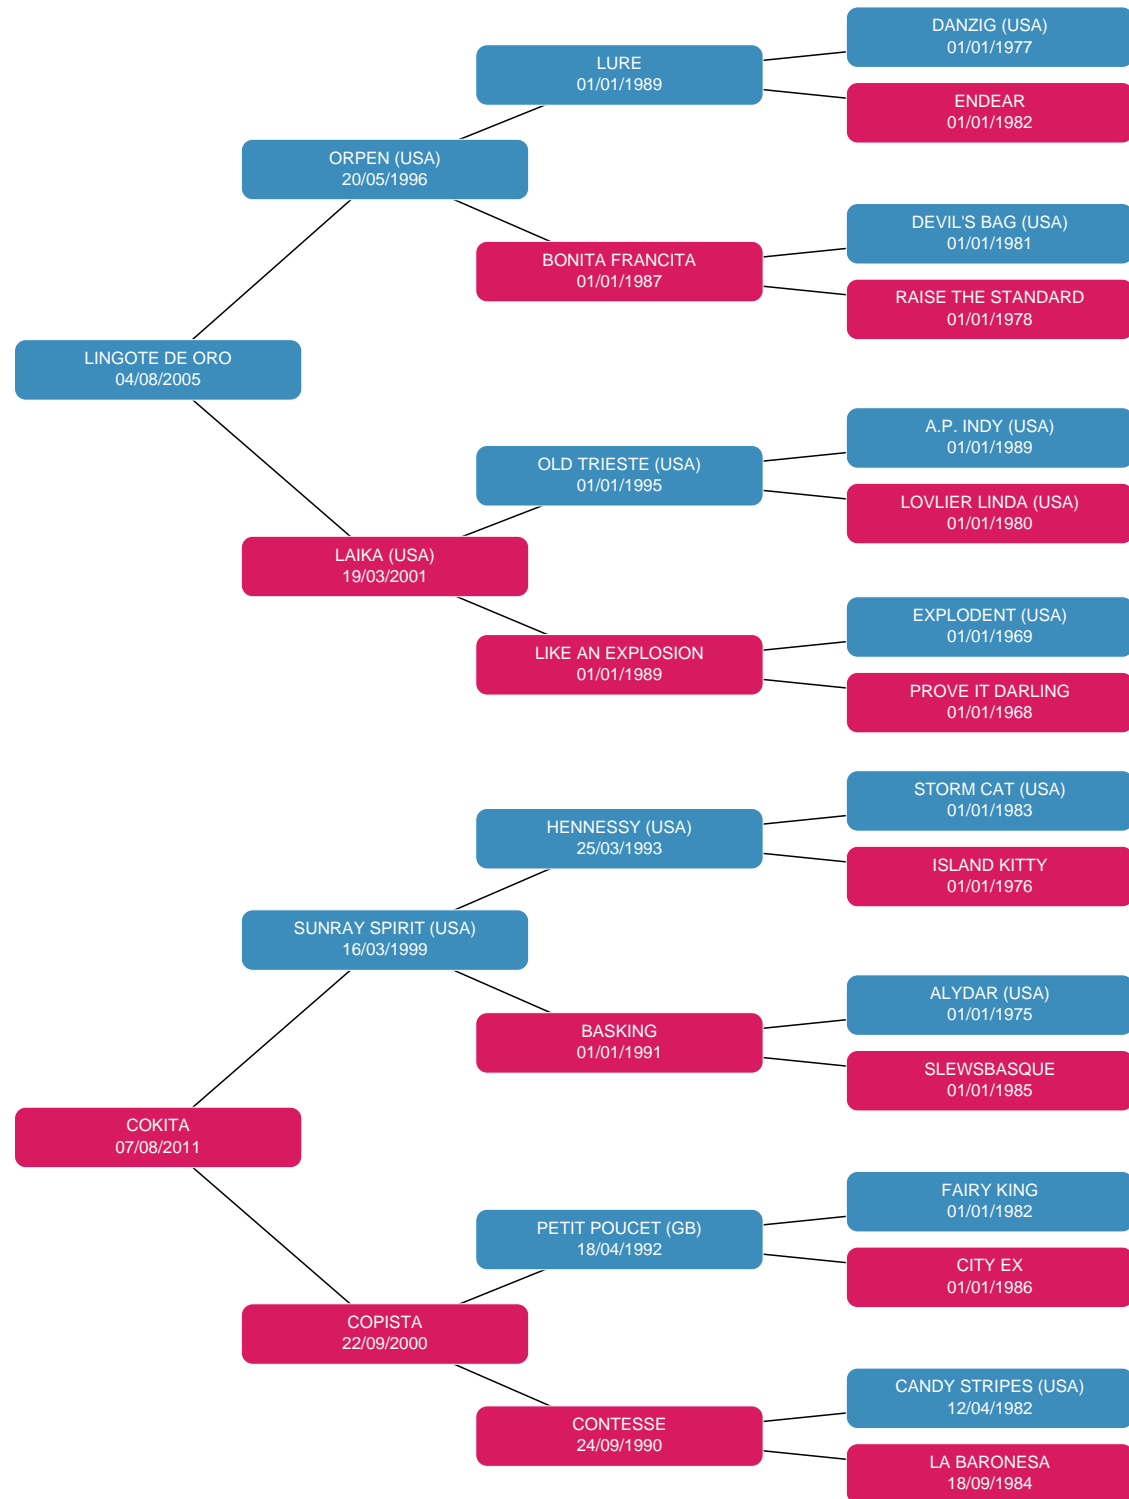 DANZIG (USA)
01/01/1977
LURE
01/01/1989
ENDEAR
01/01/1982
ORPEN (USA)
20/05/1996
DEVIL'S BAG (USA)
01/01/1981
BONITA FRANCITA
01/01/1987
RAISE THE STANDARD
01/01/1978
LINGOTE DE ORO
04/08/2005
A.P. INDY (USA)
01/01/1989
OLD TRIESTE (USA)
01/01/1995
LOVLIER LINDA (USA)
01/01/1980
LAIKA (USA)
19/03/2001
EXPLODENT (USA)
01/01/1969
LIKE AN EXPLOSION
01/01/1989
PROVE IT DARLING
01/01/1968
STORM CAT (USA)
01/01/1983
HENNESSY (USA)
25/03/1993
ISLAND KITTY
01/01/1976
SUNRAY SPIRIT (USA)
16/03/1999
ALYDAR (USA)
01/01/1975
BASKING
01/01/1991
SLEWSBASQUE
01/01/1985
COKITA
07/08/2011
FAIRY KING
01/01/1982
PETIT POUCET (GB)
18/04/1992
CITY EX
01/01/1986
COPISTA
22/09/2000
CANDY STRIPES (USA)
12/04/1982
CONTESSE
24/09/1990
LA BARONESA
18/09/1984